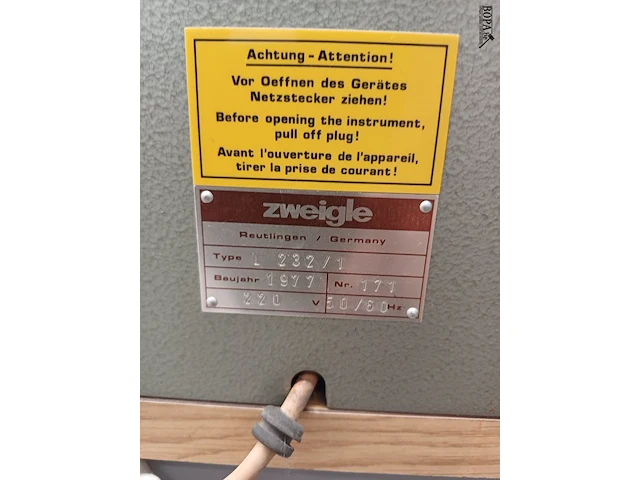 Achtung - Attention!
Vor Oeffnen des Gerätes
Netzstecker ziehen!
Before opening the instrument,
pull off plug!
Avant l'ouverture de l'appareil,
tirer la prise de courant!
zweigle
Reutlingen / Germany
Type L 232/1
Baujahr 1977 Nr. 171
220 V 50/60 Hz
BOPA